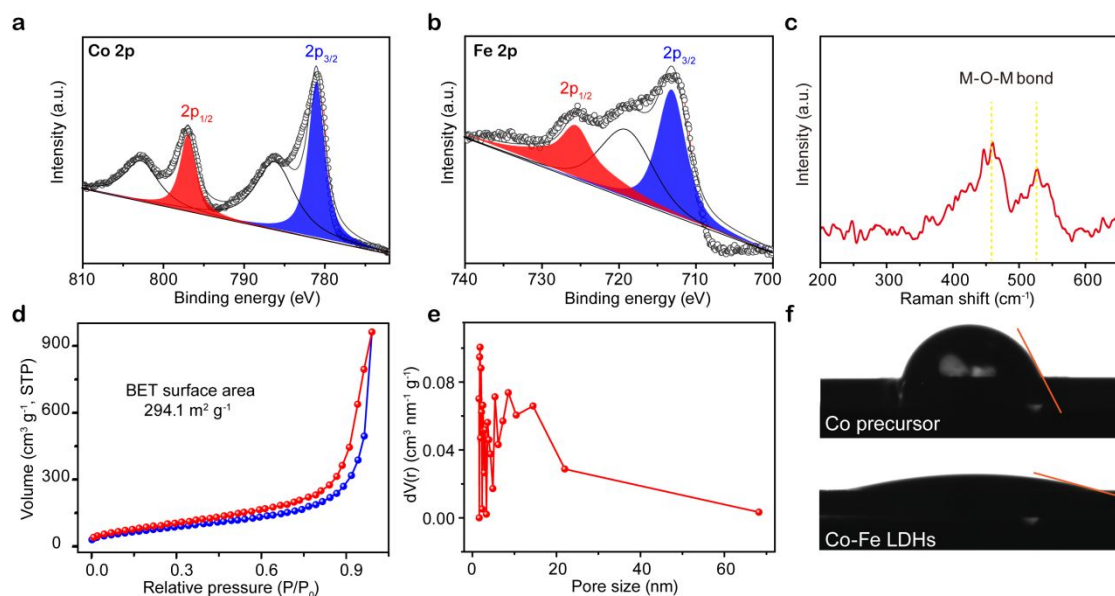 a
Co 2p
2p3/2
2p1/2
Intensity (a.u.)
810 800 790 780
Binding energy (eV)
b
Fe 2p
2p3/2
2p1/2
Intensity (a.u.)
740 730 720 710 700
Binding energy (eV)
c
M-O-M bond
Intensity (a.u.)
200 300 400 500 600
Raman shift (cm-1)
d
900
600
300
0
BET surface area
294.1 m2 g-1
Volume (cm3 g-1, STP)
0.0 0.3 0.6 0.9
Relative pressure (P/P0)
e
0.08
0.04
0.00
dV(r) (cm3 nm-1 g-1)
0 10 20 30 40 50 60 70
Pore size (nm)
f
Co precursor
Co-Fe LDHs